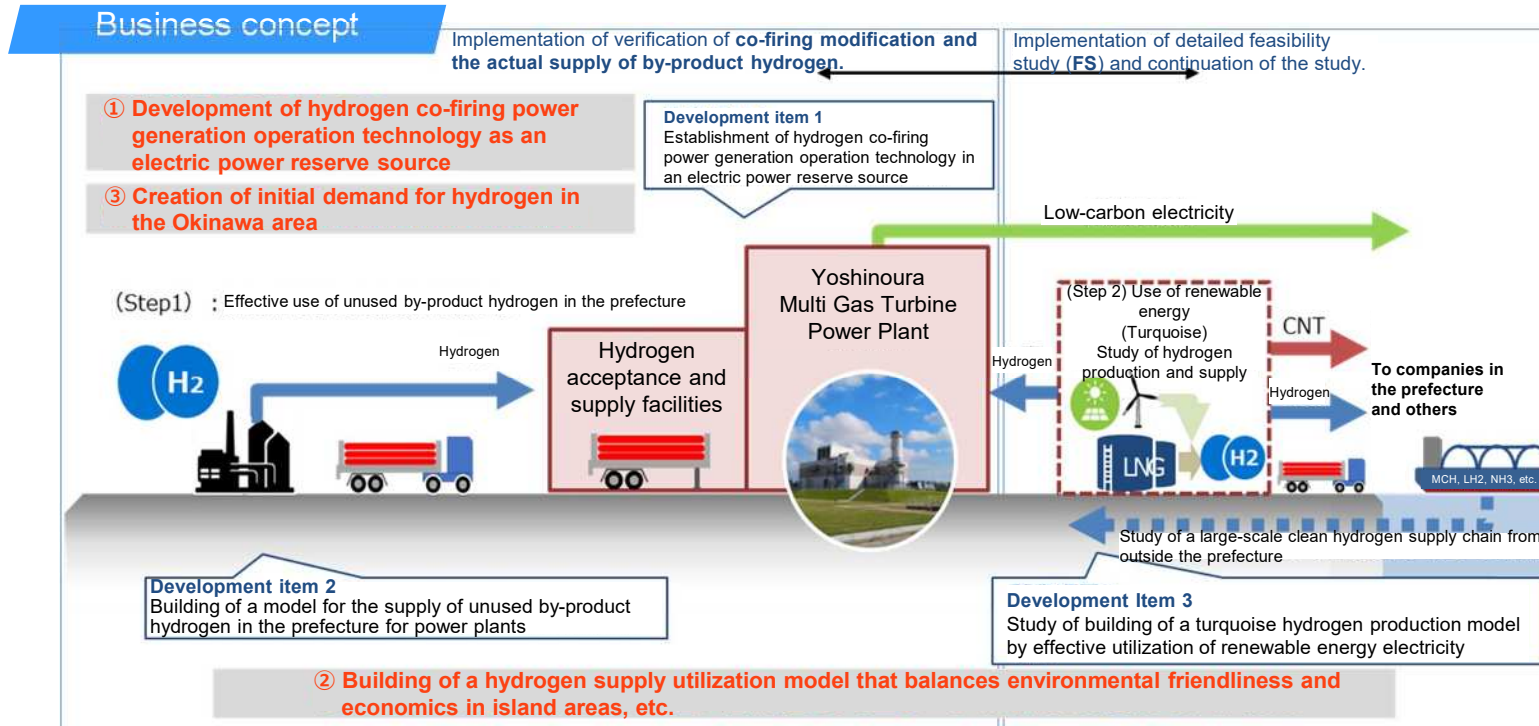 Business concept
Implementation of verification of co-firing modification and
the actual supply of by-product hydrogen.
Implementation of detailed feasibility
study (FS) and continuation of the study.
① Development of hydrogen co-firing power
generation operation technology as an
electric power reserve source
③ Creation of initial demand for hydrogen in
the Okinawa area
Development item 1
Establishment of hydrogen co-firing
power generation operation technology in
an electric power reserve source
Low-carbon electricity
(Step1) : Effective use of unused by-product hydrogen in the prefecture
H2
Hydrogen
Hydrogen
acceptance and
supply facilities
Yoshinoura
Multi Gas Turbine
Power Plant
Hydrogen
(Step 2) Use of renewable
energy
(Turquoise)
Study of hydrogen
production and supply
LNG
H2
CNT
Hydrogen
To companies in
the prefecture
and others
MCH, LH2, NH3, etc.
Study of a large-scale clean hydrogen supply chain from
outside the prefecture
Development item 2
Building of a model for the supply of unused by-product
hydrogen in the prefecture for power plants
Development Item 3
Study of building of a turquoise hydrogen production model
by effective utilization of renewable energy electricity
② Building of a hydrogen supply utilization model that balances environmental friendliness and
economics in island areas, etc.